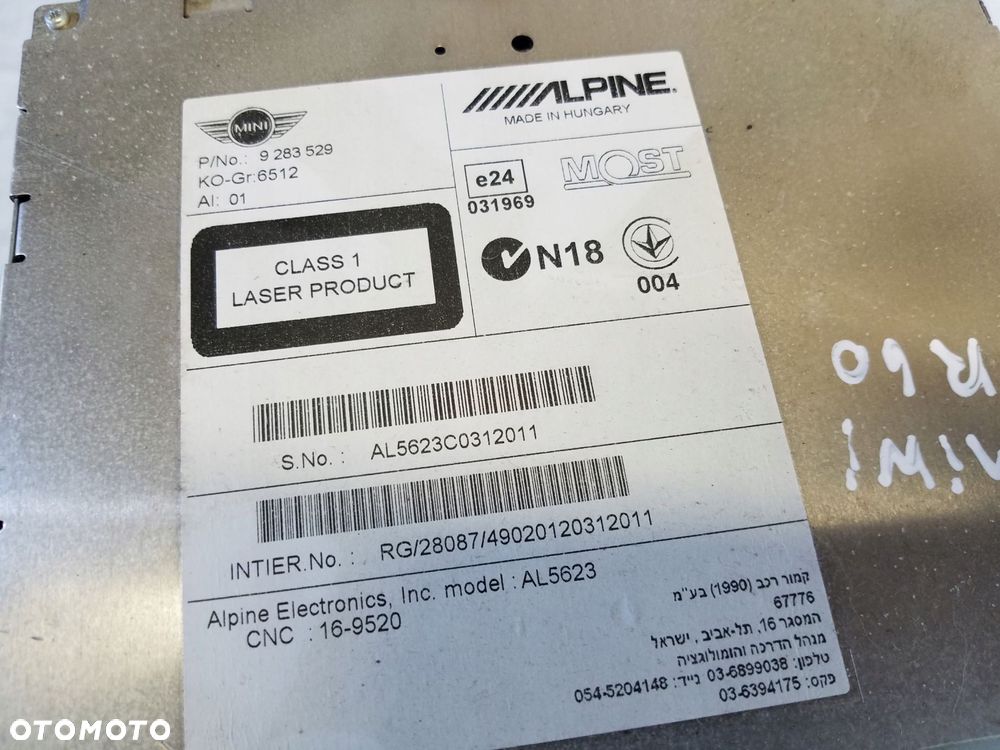 MINI
P/No.: 9 283 529
KO-Gr:6512
AI: 01
ALPINE
MADE IN HUNGARY
e24
031969
MOST
N18
004
CLASS 1
LASER PRODUCT
S.No. : AL5623C0312011
INTIER.No. : RG/28087/49020120312011
Alpine Electronics, Inc. model : AL5623
CNC : 16-9520
קמור רכב (1990) בע"מ
67776
המסגר 16, תל-אביב, ישראל
מנהל הדרכה והומולוגציה
טלפון: 03-6899038 נייד: 054-5204148
פקס: 03-6394175
R 60
OTOMOTO